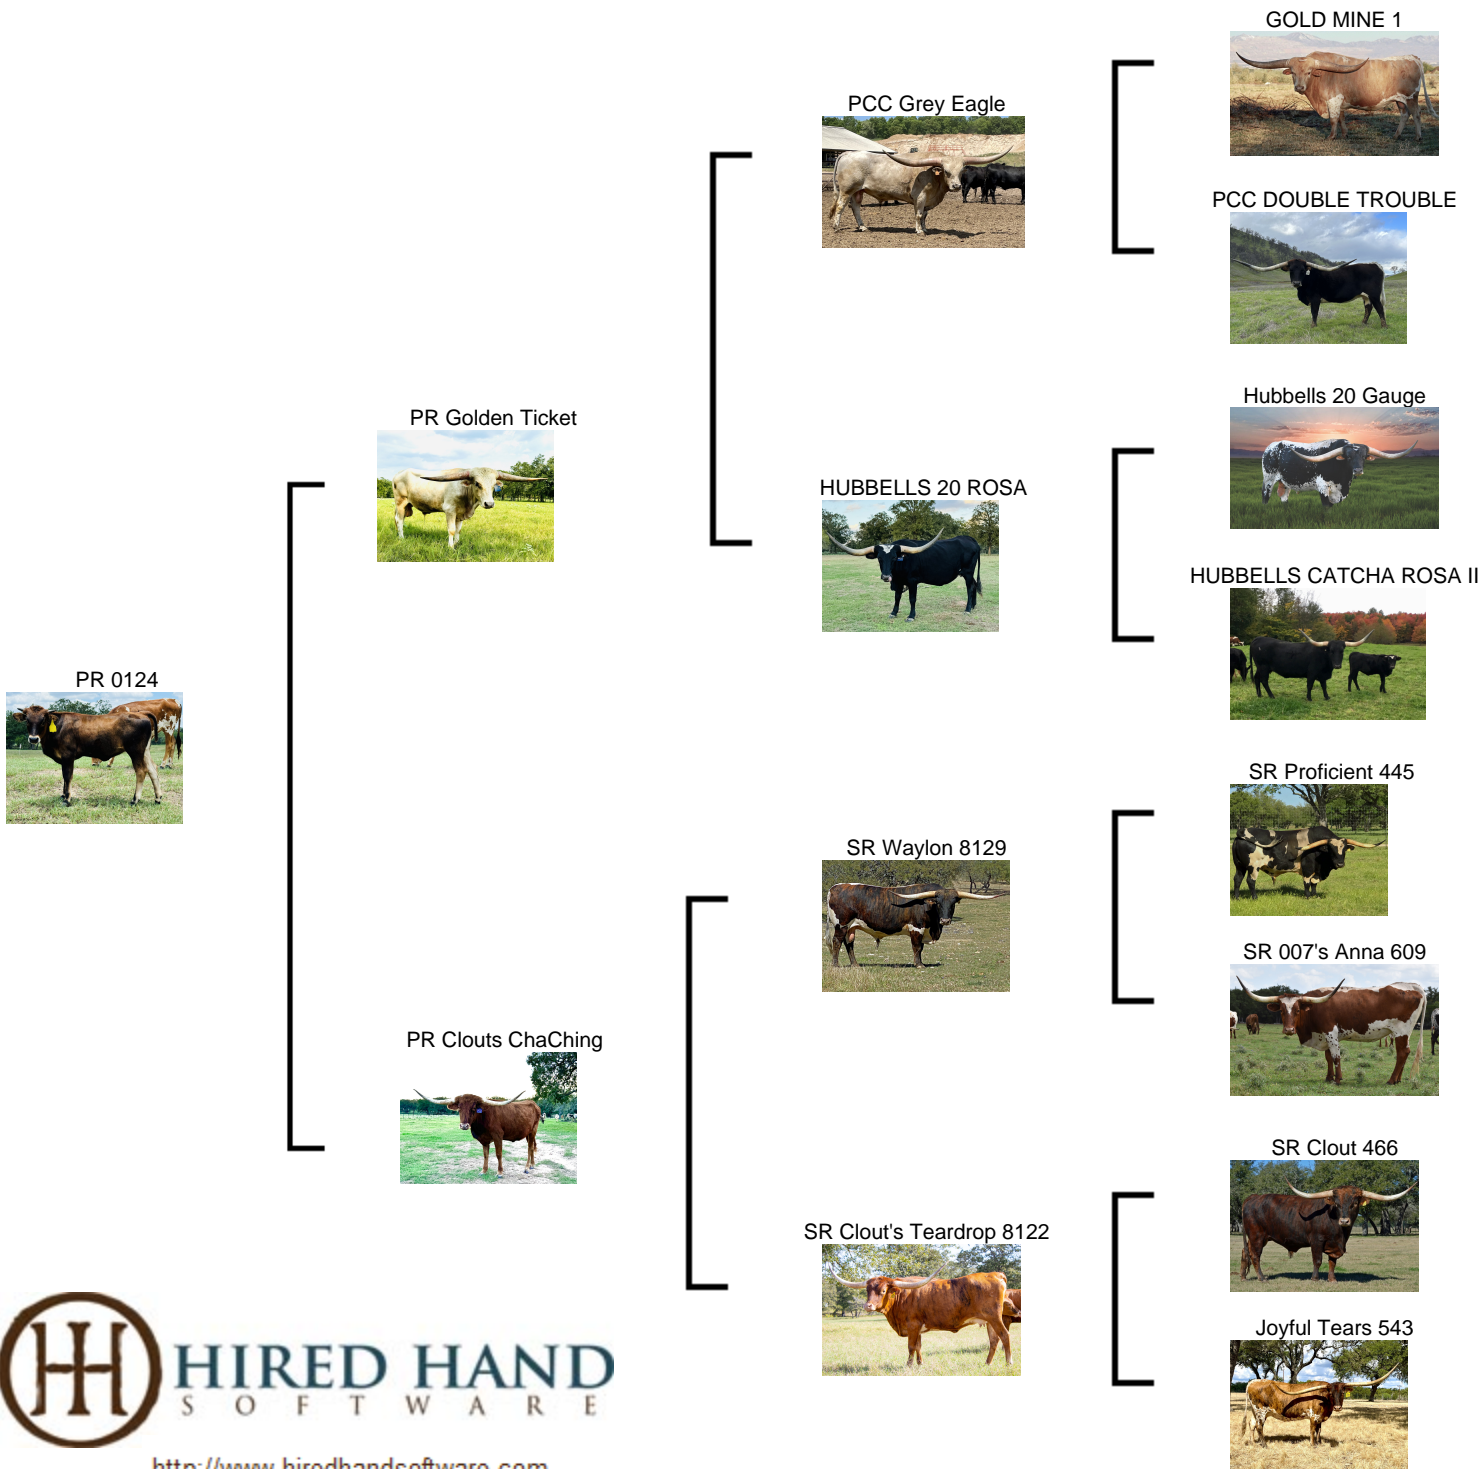 GOLD MINE 1
PCC Grey Eagle
PCC DOUBLE TROUBLE
Hubbells 20 Gauge
PR Golden Ticket
HUBBELLS 20 ROSA
HUBBELLS CATCHA ROSA II
PR 0124
SR Proficient 445
SR Waylon 8129
SR 007's Anna 609
PR Clouts ChaChing
SR Clout 466
SR Clout's Teardrop 8122
Joyful Tears 543
HIRED HAND
SOFTWARE
http://www.hiredhandsoftware.com